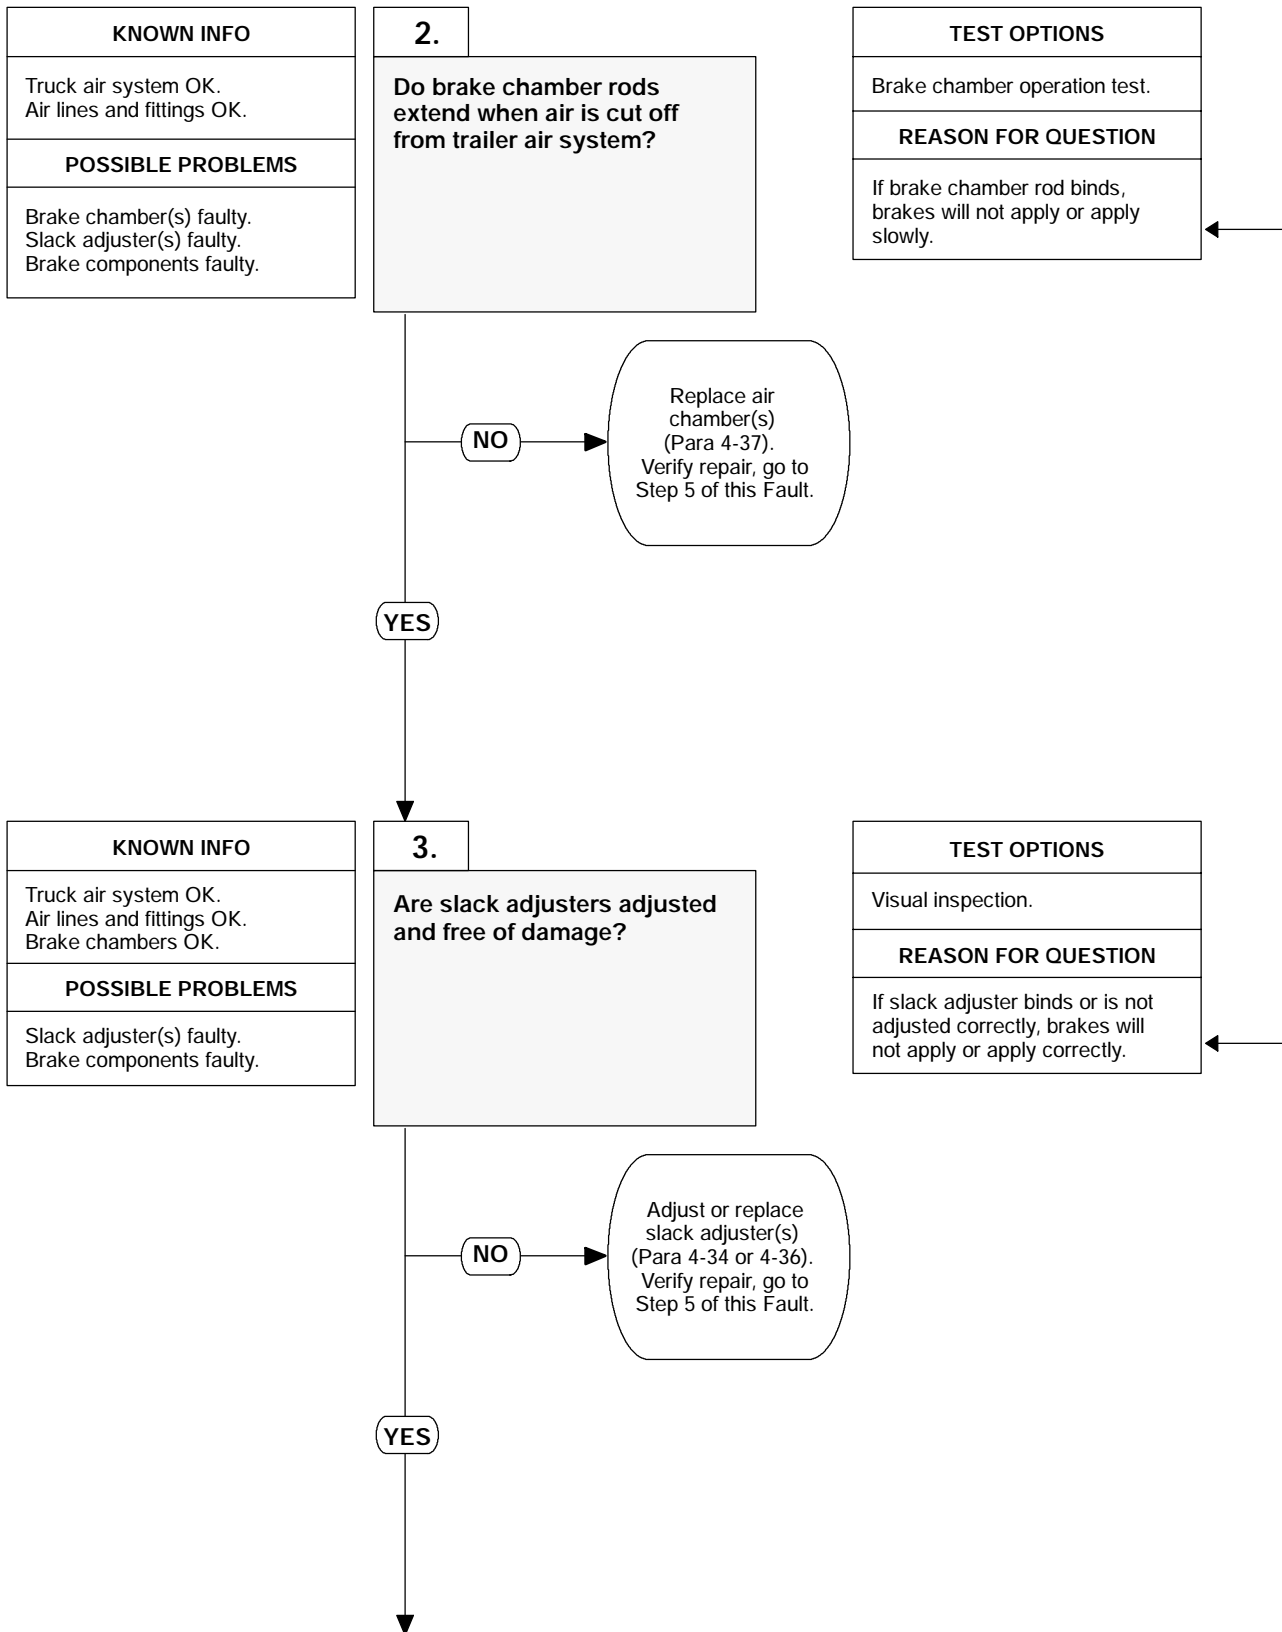 KNOWN INFO
Truck air system OK.
Air lines and fittings OK.
POSSIBLE PROBLEMS
Brake chamber(s) faulty.
Slack adjuster(s) faulty.
Brake components faulty.
2.
Do brake chamber rods
extend when air is cut off
from trailer air system?
TEST OPTIONS
Brake chamber operation test.
REASON FOR QUESTION
If brake chamber rod binds,
brakes will not apply or apply
slowly.
NO
Replace air
chamber(s)
(Para 4-37).
Verify repair, go to
Step 5 of this Fault.
YES
KNOWN INFO
Truck air system OK.
Air lines and fittings OK.
Brake chambers OK.
POSSIBLE PROBLEMS
Slack adjuster(s) faulty.
Brake components faulty.
3.
Are slack adjusters adjusted
and free of damage?
TEST OPTIONS
Visual inspection.
REASON FOR QUESTION
If slack adjuster binds or is not
adjusted correctly, brakes will
not apply or apply correctly.
NO
Adjust or replace
slack adjuster(s)
(Para 4-34 or 4-36).
Verify repair, go to
Step 5 of this Fault.
YES